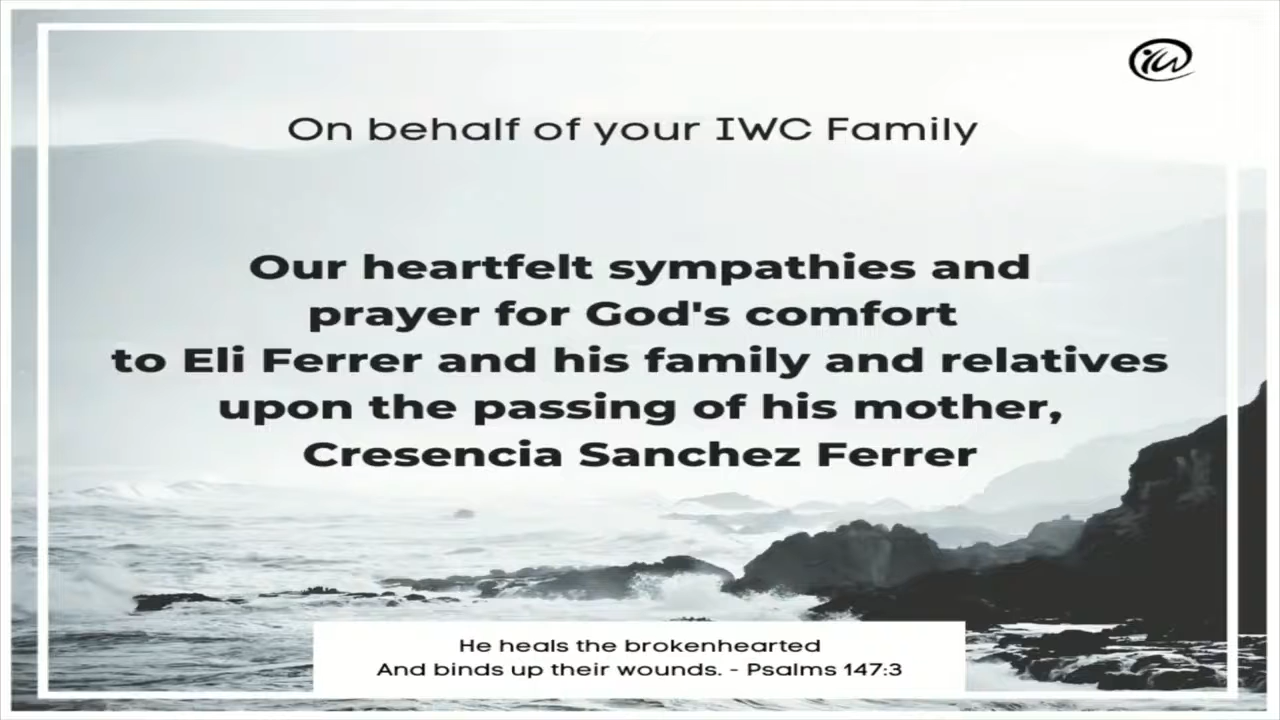 iw
On behalf of your IWC Family
Our heartfelt sympathies and
prayer for God's comfort
to Eli Ferrer and his family and relatives
upon the passing of his mother,
Cresencia Sanchez Ferrer
He heals the brokenhearted
And binds up their wounds. - Psalms 147:3